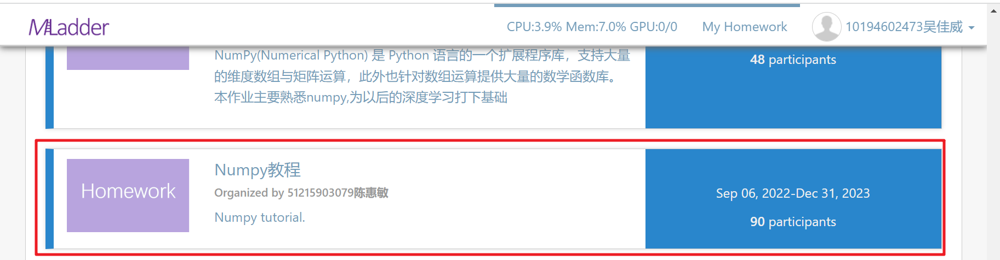 MLadder
CPU:3.9% Mem:7.0% GPU:0/0
My Homework
10194602473吴佳威
NumPy(Numerical Python) 是 Python 语言的一个扩展程序库，支持大量
的维度数组与矩阵运算，此外也针对数组运算提供大量的数学函数库。
本作业主要熟悉numpy,为以后的深度学习打下基础
48 participants
Homework
Numpy教程
Organized by 51215903079陈惠敏
Numpy tutorial.
Sep 06, 2022-Dec 31, 2023
90 participants